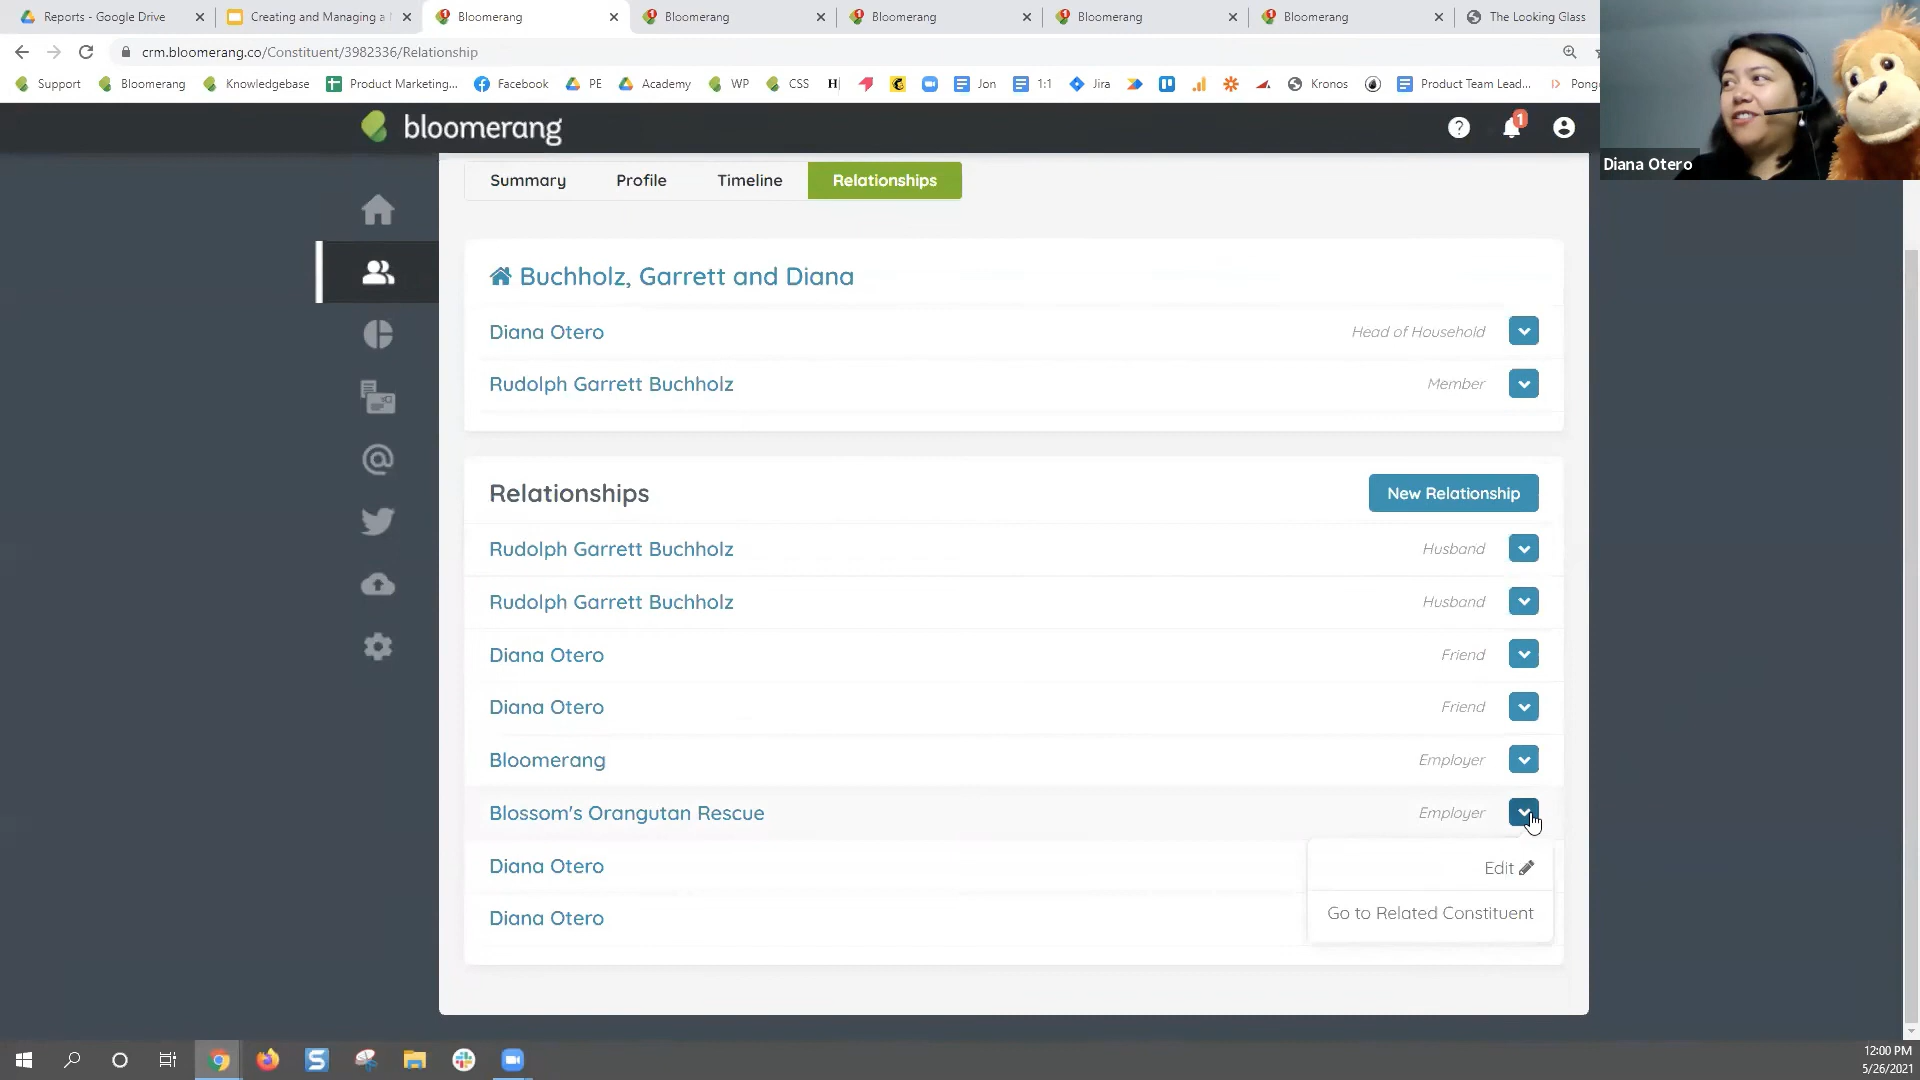 Reports - Google Drive
Creating and Managing a
Bloomerang
Bloomerang
Bloomerang
Bloomerang
Bloomerang
The Looking Glass
crm.bloomerang.co/Constituent/3982336/Relationship
Support
Bloomerang
Knowledgebase
Product Marketing...
Facebook
PE
Academy
WP
CSS
H
Jon
1:1
Jira
Kronos
Product Team Lead...
Pong
bloomerang
1
Diana Otero
Summary
Profile
Timeline
Relationships
Buchholz, Garrett and Diana
Diana Otero Head of Household
Rudolph Garrett Buchholz Member
Relationships New Relationship
Rudolph Garrett Buchholz Husband
Rudolph Garrett Buchholz Husband
Diana Otero Friend
Diana Otero Friend
Bloomerang Employer
Blossom's Orangutan Rescue Employer
Diana Otero
Edit
Diana Otero
Go to Related Constituent
12:00 PM
5/26/2021